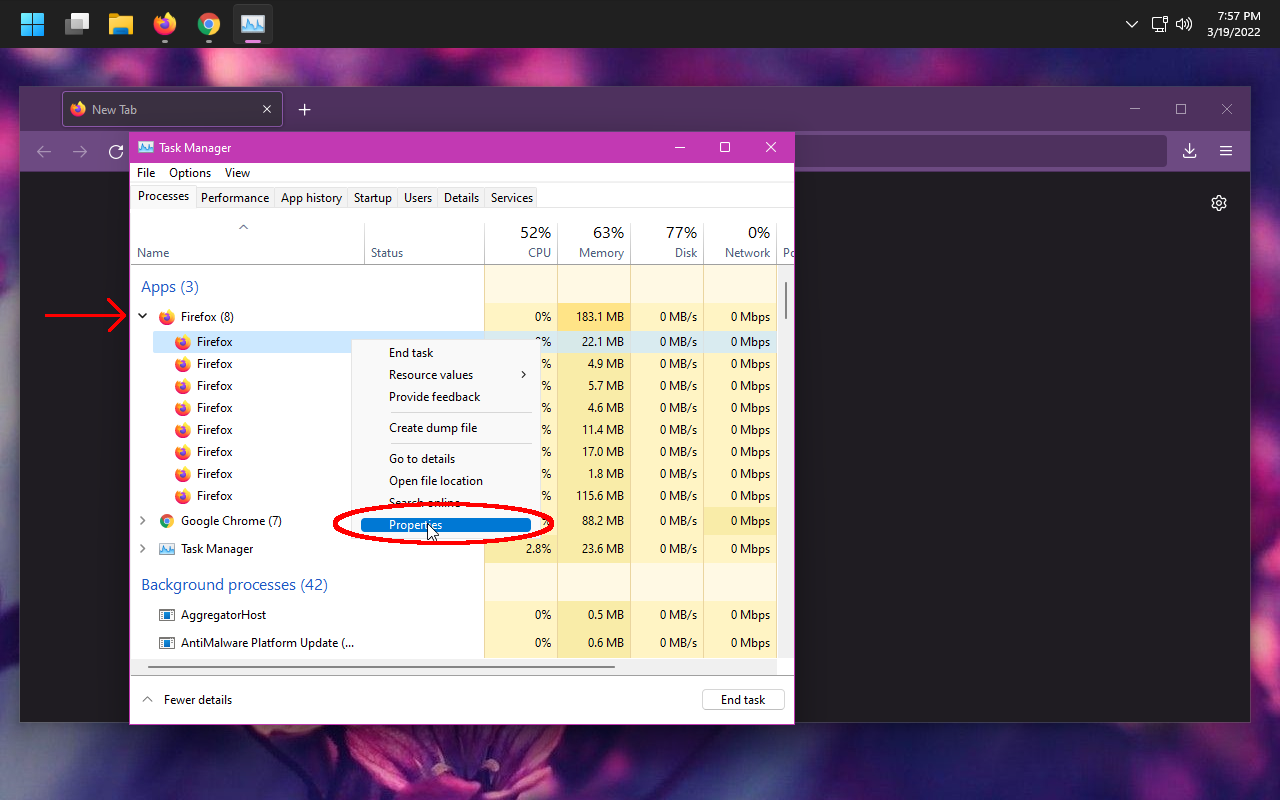 7:57 PM
3/19/2022
New Tab
Task Manager
File Options View
Processes Performance App history Startup Users Details Services
52% 63% 77% 0%
Name Status CPU Memory Disk Network Po
Apps (3)
Firefox (8) 0% 183.1 MB 0 MB/s 0 Mbps
Firefox 0% 22.1 MB 0 MB/s 0 Mbps
Firefox % 4.9 MB 0 MB/s 0 Mbps
Firefox % 5.7 MB 0 MB/s 0 Mbps
Firefox % 4.6 MB 0 MB/s 0 Mbps
Firefox % 11.4 MB 0 MB/s 0 Mbps
Firefox % 17.0 MB 0 MB/s 0 Mbps
Firefox % 1.8 MB 0 MB/s 0 Mbps
Firefox % 115.6 MB 0 MB/s 0 Mbps
Google Chrome (7) % 88.2 MB 0 MB/s 0 Mbps
Task Manager 2.8% 23.6 MB 0 MB/s 0 Mbps
End task
Resource values
Provide feedback
Create dump file
Go to details
Open file location
Search online
Properties
Background processes (42)
AggregatorHost 0% 0.5 MB 0 MB/s 0 Mbps
AntiMalware Platform Update (... 0% 0.6 MB 0 MB/s 0 Mbps
Fewer details
End task